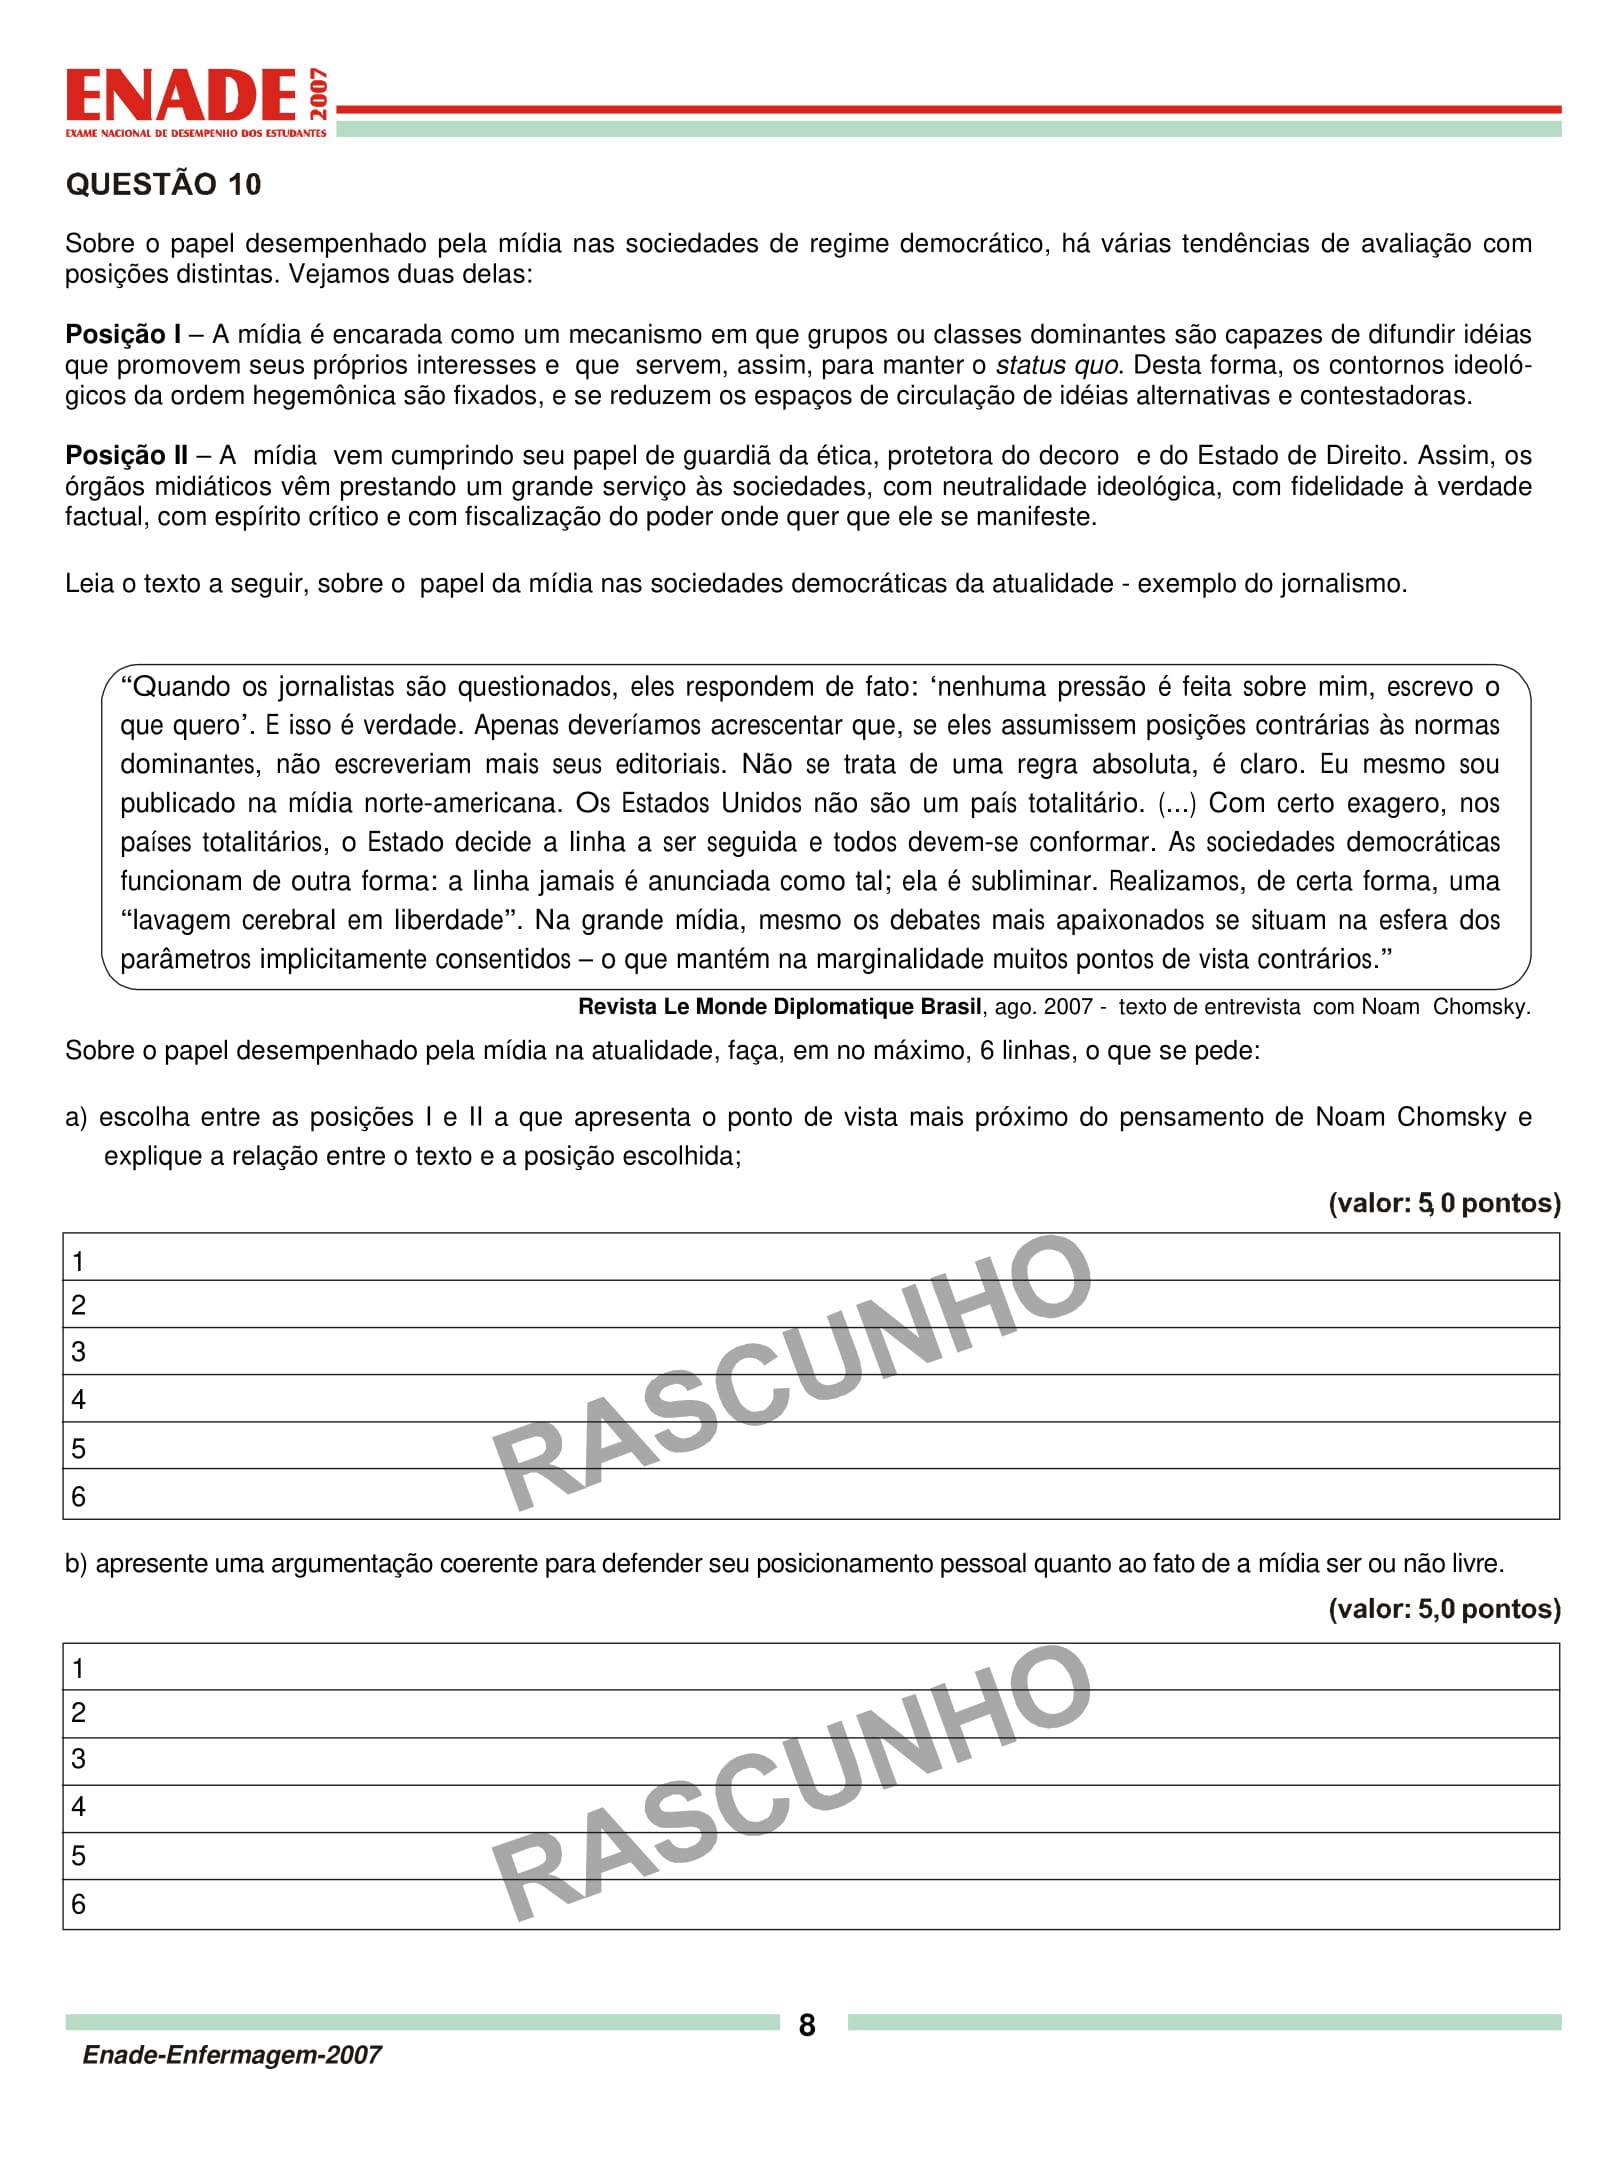 ENADE 2007
EXAME NACIONAL DE DESEMPENHO DOS ESTUDANTES
QUESTÃO 10
Sobre o papel desempenhado pela mídia nas sociedades de regime democrático, há várias tendências de avaliação com
posições distintas. Vejamos duas delas:
Posição I – A mídia é encarada como um mecanismo em que grupos ou classes dominantes são capazes de difundir idéias
que promovem seus próprios interesses e que servem, assim, para manter o status quo. Desta forma, os contornos ideoló-
gicos da ordem hegemônica são fixados, e se reduzem os espaços de circulação de idéias alternativas e contestadoras.
Posição II – A mídia vem cumprindo seu papel de guardiã da ética, protetora do decoro e do Estado de Direito. Assim, os
órgãos midiáticos vêm prestando um grande serviço às sociedades, com neutralidade ideológica, com fidelidade à verdade
factual, com espírito crítico e com fiscalização do poder onde quer que ele se manifeste.
Leia o texto a seguir, sobre o papel da mídia nas sociedades democráticas da atualidade - exemplo do jornalismo.
“Quando os jornalistas são questionados, eles respondem de fato: ‘nenhuma pressão é feita sobre mim, escrevo o
que quero’. E isso é verdade. Apenas deveríamos acrescentar que, se eles assumissem posições contrárias às normas
dominantes, não escreveriam mais seus editoriais. Não se trata de uma regra absoluta, é claro. Eu mesmo sou
publicado na mídia norte-americana. Os Estados Unidos não são um país totalitário. (...) Com certo exagero, nos
países totalitários, o Estado decide a linha a ser seguida e todos devem-se conformar. As sociedades democráticas
funcionam de outra forma: a linha jamais é anunciada como tal; ela é subliminar. Realizamos, de certa forma, uma
“lavagem cerebral em liberdade”. Na grande mídia, mesmo os debates mais apaixonados se situam na esfera dos
parâmetros implicitamente consentidos – o que mantém na marginalidade muitos pontos de vista contrários.”
Revista Le Monde Diplomatique Brasil, ago. 2007 - texto de entrevista com Noam Chomsky.
Sobre o papel desempenhado pela mídia na atualidade, faça, em no máximo, 6 linhas, o que se pede:
a) escolha entre as posições I e II a que apresenta o ponto de vista mais próximo do pensamento de Noam Chomsky e
explique a relação entre o texto e a posição escolhida;
(valor: 5,0 pontos)
1
2
3
4
5
6
RASCUNHO
b) apresente uma argumentação coerente para defender seu posicionamento pessoal quanto ao fato de a mídia ser ou não livre.
(valor: 5,0 pontos)
1
2
3
4
5
6
RASCUNHO
8
Enade-Enfermagem-2007